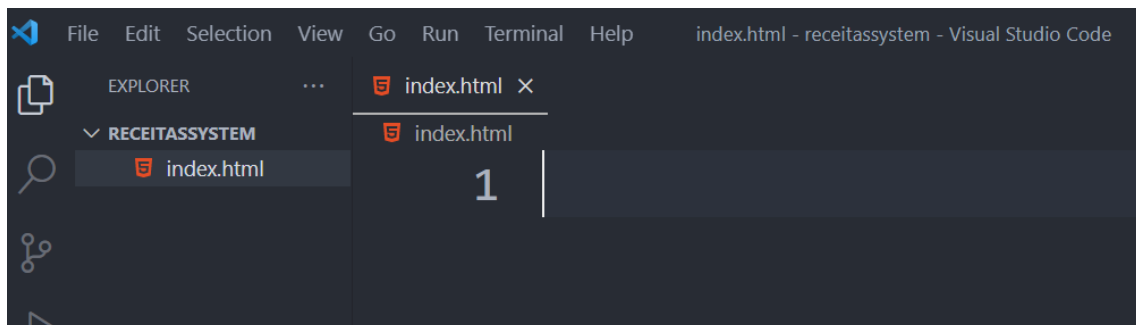 File Edit Selection View Go Run Terminal Help index.html - receitassystem - Visual Studio Code
EXPLORER ··· index.html ×
RECEITASSYSTEM index.html
index.html
1